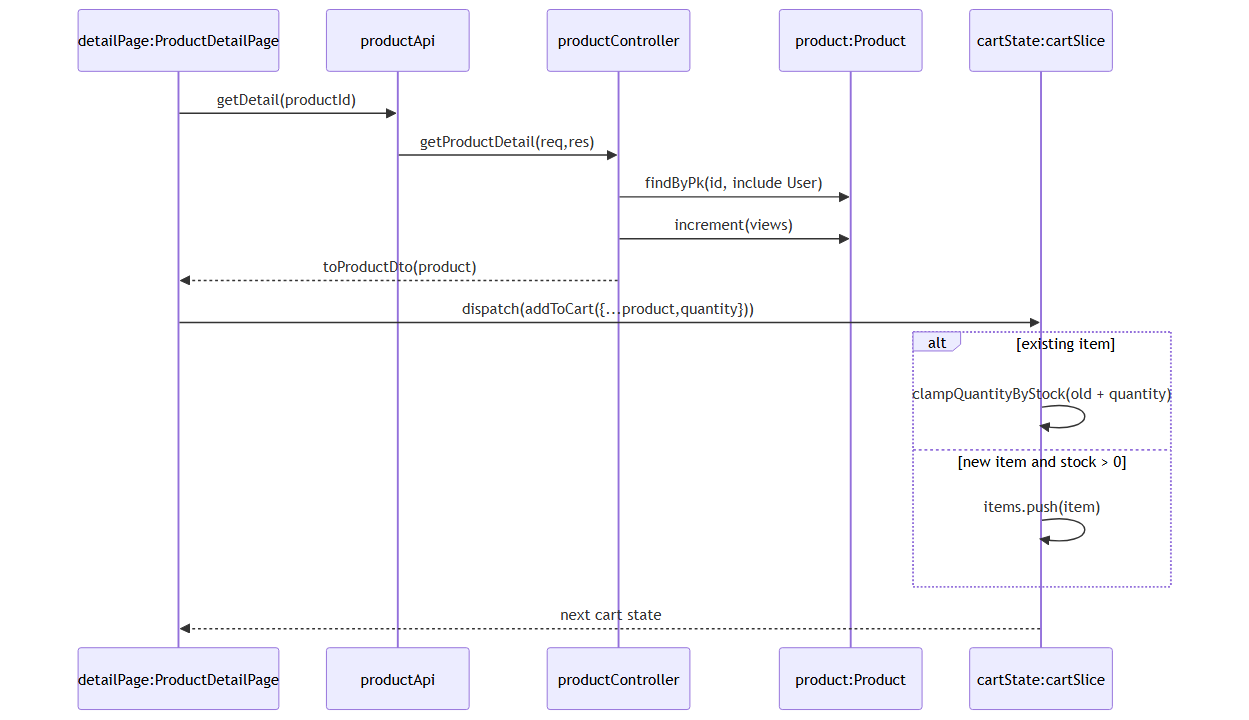 detailPage:ProductDetailPage
productApi
productController
product:Product
cartState:cartSlice
getDetail(productId)
getProductDetail(req,res)
findByPk(id, include User)
increment(views)
toProductDto(product)
dispatch(addToCart({...product,quantity}))
alt
[existing item]
clampQuantityByStock(old + quantity)
[new item and stock > 0]
items.push(item)
next cart state
detailPage:ProductDetailPage
productApi
productController
product:Product
cartState:cartSlice